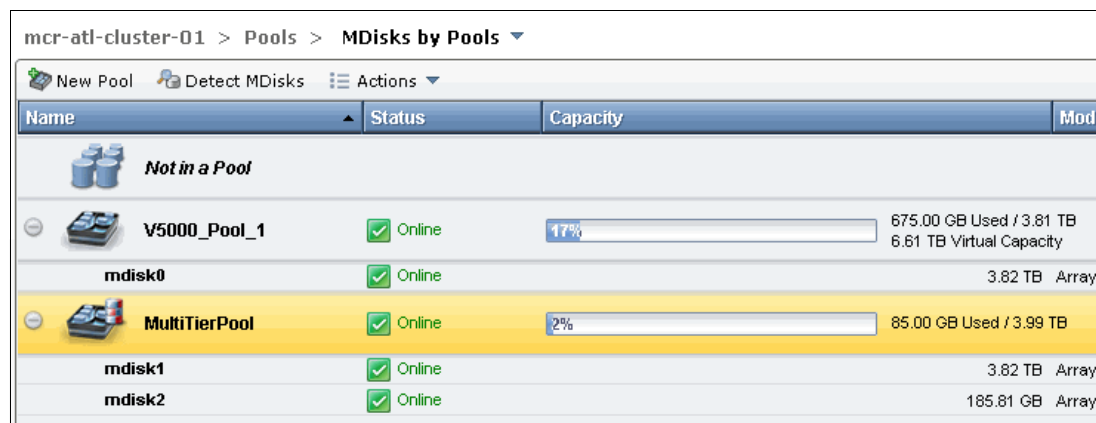 mcr-atl-cluster-01 > Pools > MDisks by Pools
New Pool Detect MDisks Actions
Name Status Capacity Mod
Not in a Pool
V5000_Pool_1 Online 17% 675.00 GB Used / 3.81 TB
6.61 TB Virtual Capacity
mdisk0 Online 3.82 TB Array
MultiTierPool Online 2% 85.00 GB Used / 3.99 TB
mdisk1 Online 3.82 TB Array
mdisk2 Online 185.81 GB Array